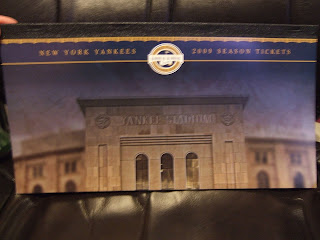 NEW YORK YANKEES 2009 SEASON TICKETS
YANKEE STADIUM